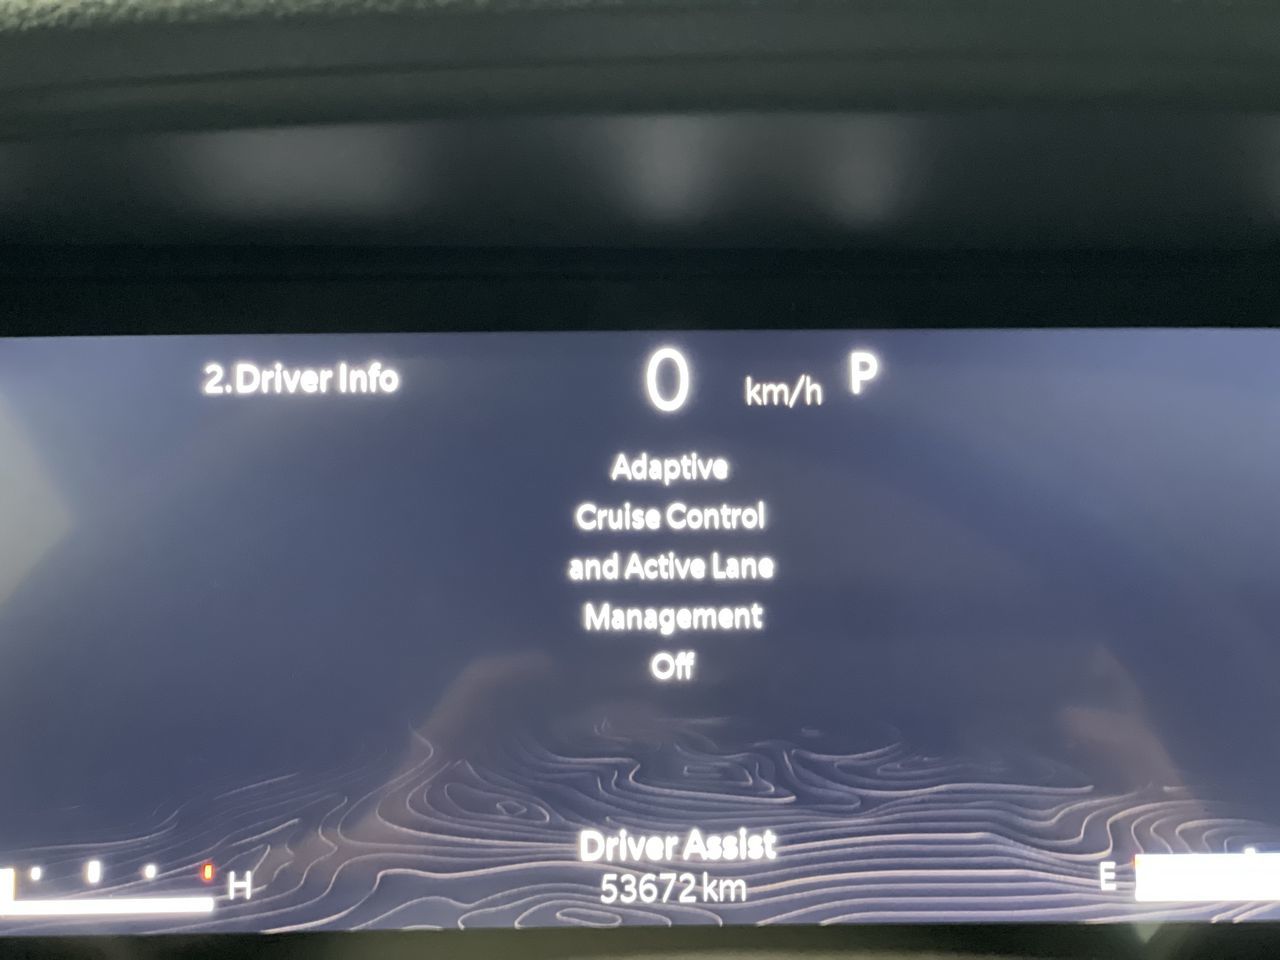 2.Driver Info
0 km/h P
Adaptive
Cruise Control
and Active Lane
Management
Off
Driver Assist
53672 km
H
E